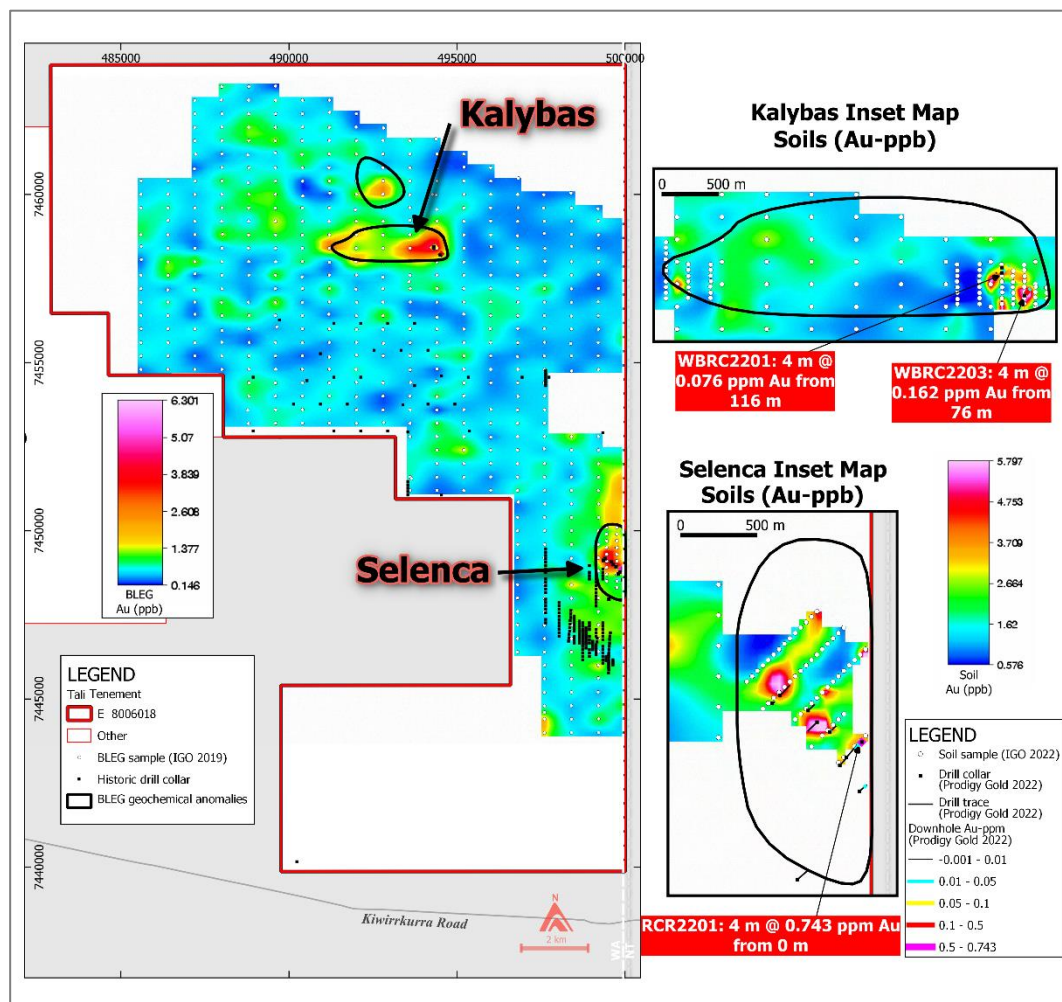 485000
490000
495000
500000
7460000
7455000
7450000
7445000
7440000
Kalybas
Selenca
6.301
5.07
3.839
2.608
1.377
0.146
BLEG
Au (ppb)
LEGEND
Tali Tenement
E 8006018
Other
BLEG sample (IGO 2019)
Historic drill collar
BLEG geochemical anomalies
Kiwirrkurra Road
N
2 km
WA
NT
Kalybas Inset Map
Soils (Au-ppb)
0 500 m
WBRC2201: 4 m @
0.076 ppm Au from
116 m
WBRC2203: 4 m @
0.162 ppm Au from
76 m
Selenca Inset Map
Soils (Au-ppb)
0 500 m
RCR2201: 4 m @ 0.743 ppm Au
from 0 m
5.797
4.753
3.709
2.664
1.62
0.576
Soil
Au (ppb)
LEGEND
Soil sample (IGO 2022)
Drill collar
(Prodigy Gold 2022)
Drill trace
(Prodigy Gold 2022)
Downhole Au-ppm
(Prodigy Gold 2022)
-0.001 - 0.01
0.01 - 0.05
0.05 - 0.1
0.1 - 0.5
0.5 - 0.743